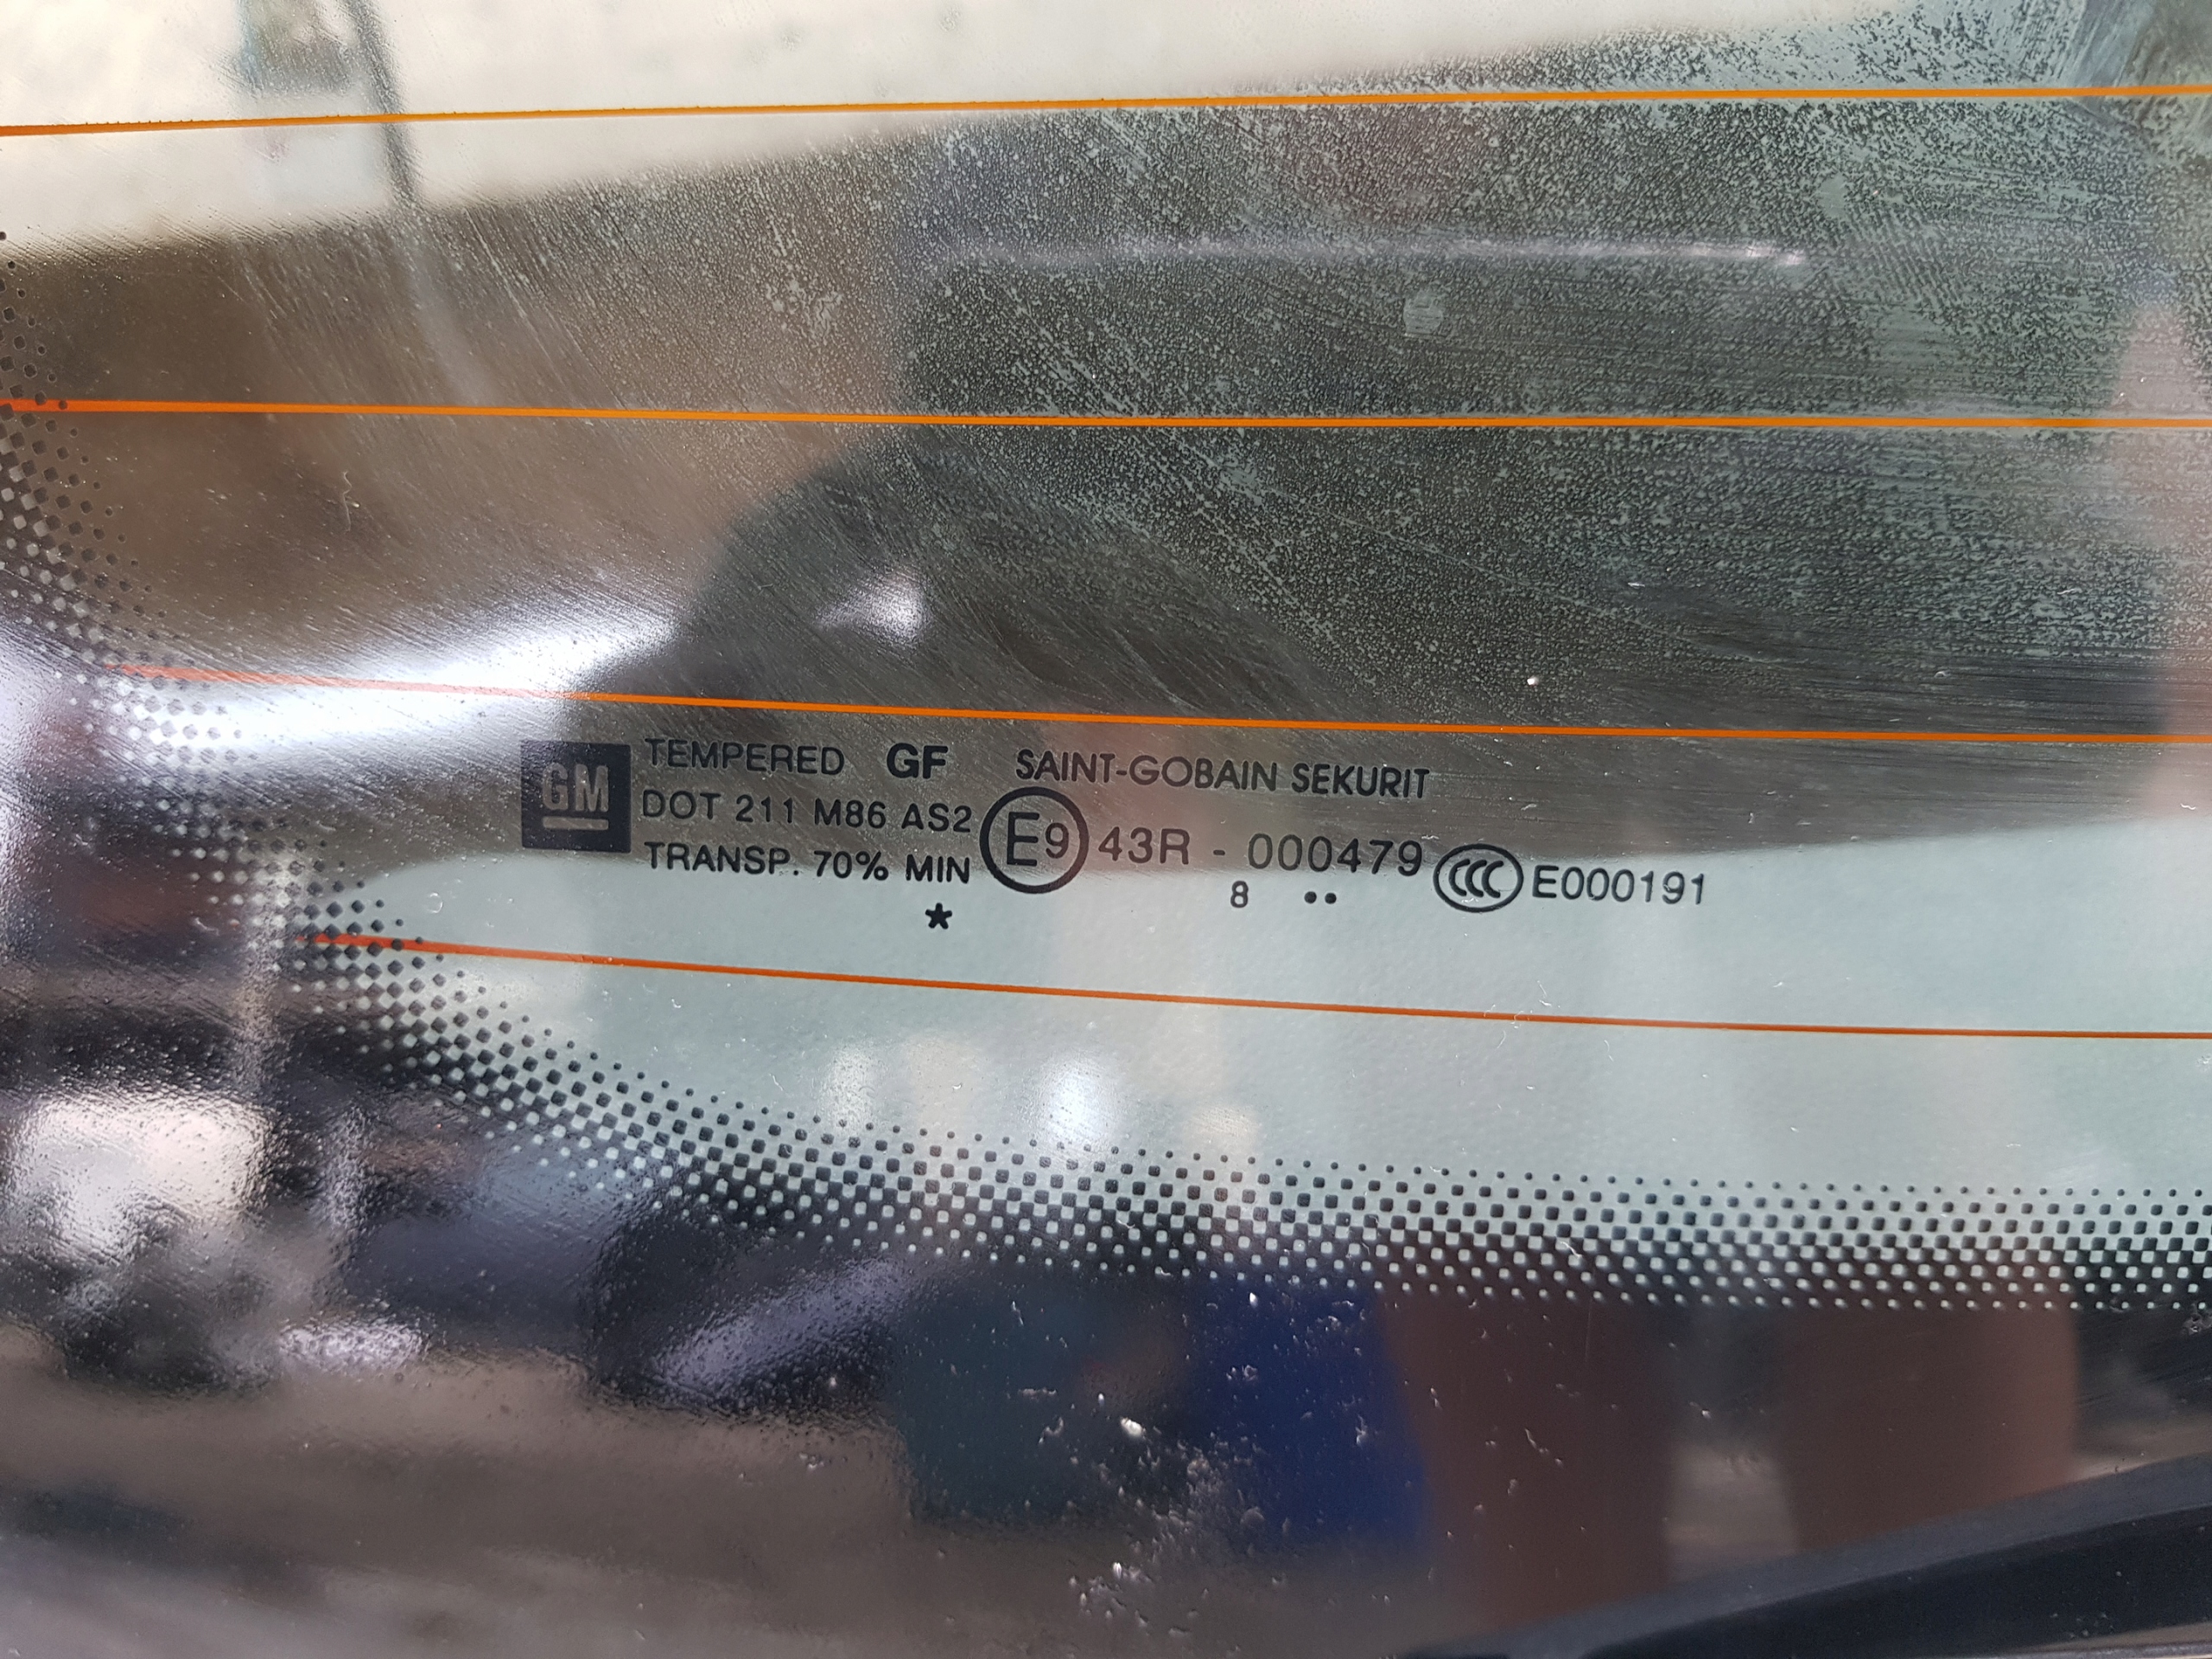 GM
TEMPERED GF SAINT-GOBAIN SEKURIT
DOT 211 M86 AS2
E9 43R - 000479
TRANSP. 70% MIN
CCC E000191
8 ••
*